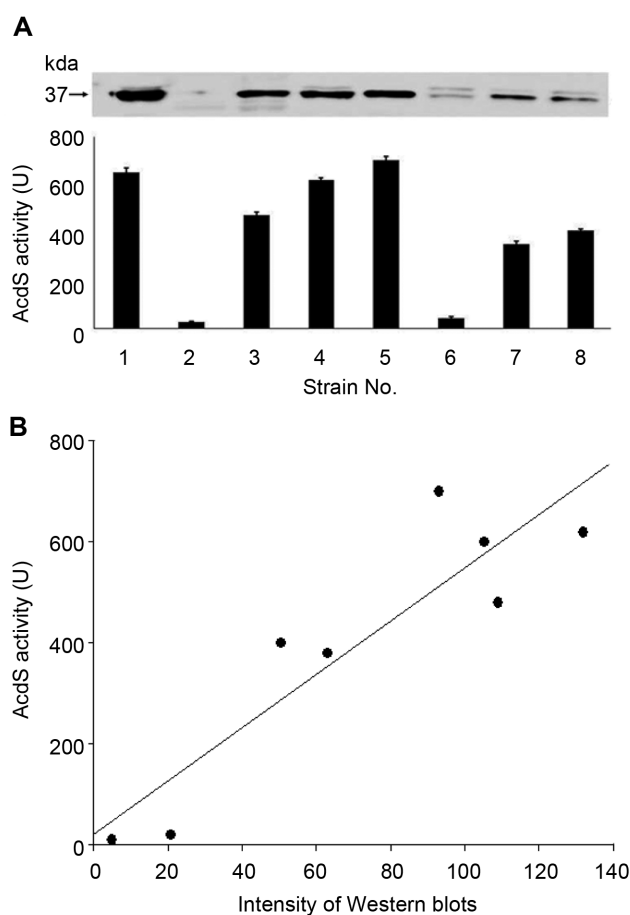 A
kda
37
800
600
400
200
0
AcdS activity (U)
1 2 3 4 5 6 7 8
Strain No.
B
800
600
400
200
0
AcdS activity (U)
0 20 40 60 80 100 120 140
Intensity of Western blots